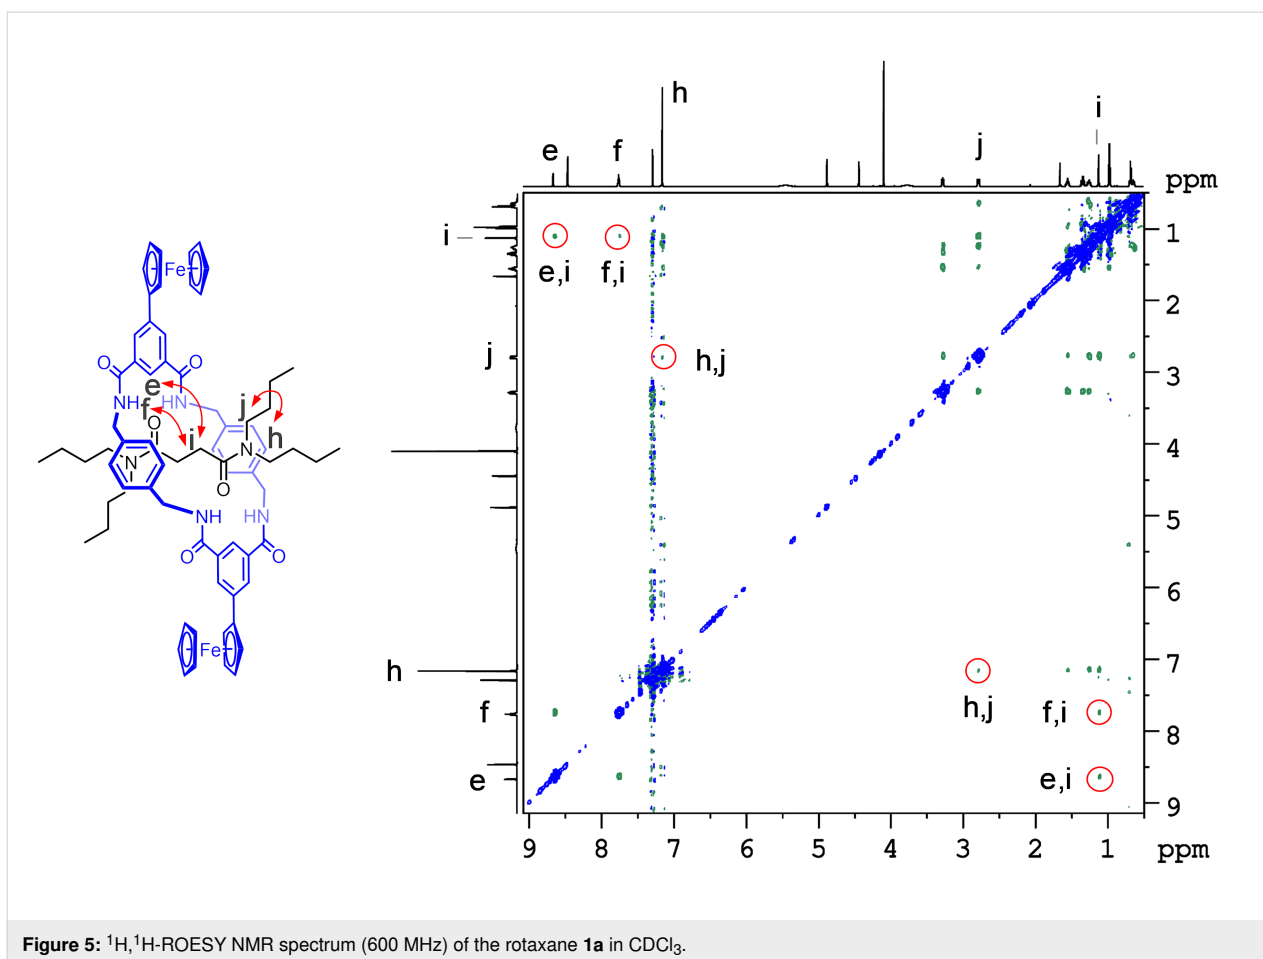 h
i
e
f
j
ppm
i
e,i
f,i
1
2
j
h,j
3
4
5
6
h
7
h,j
f
f,i
8
e
e,i
9
9 8 7 6 5 4 3 2 1 ppm
Fe
O
O
e
NH
f
HN
j
O
i
h
N
N
O
NH
HN
O
O
Fe
Figure 5: ¹H,¹H-ROESY NMR spectrum (600 MHz) of the rotaxane 1a in CDCl₃.